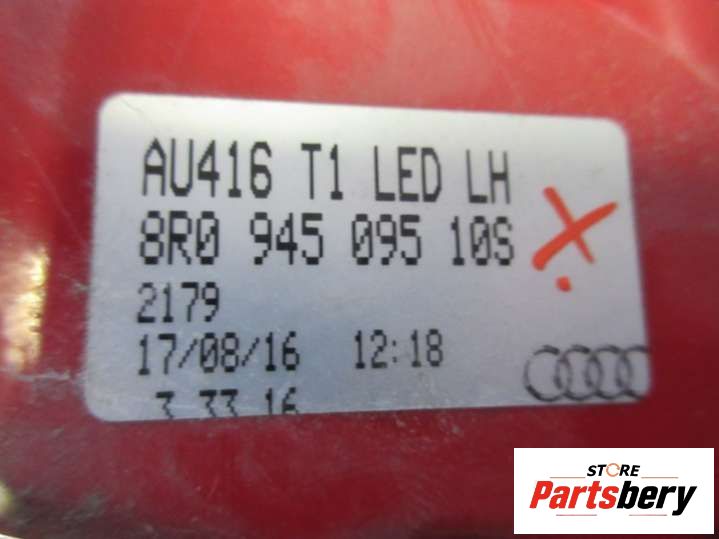 AU416 T1 LED LH
8R0 945 095 10S
2179
17/08/16 12:18
3 33 16
STORE
Partsbery